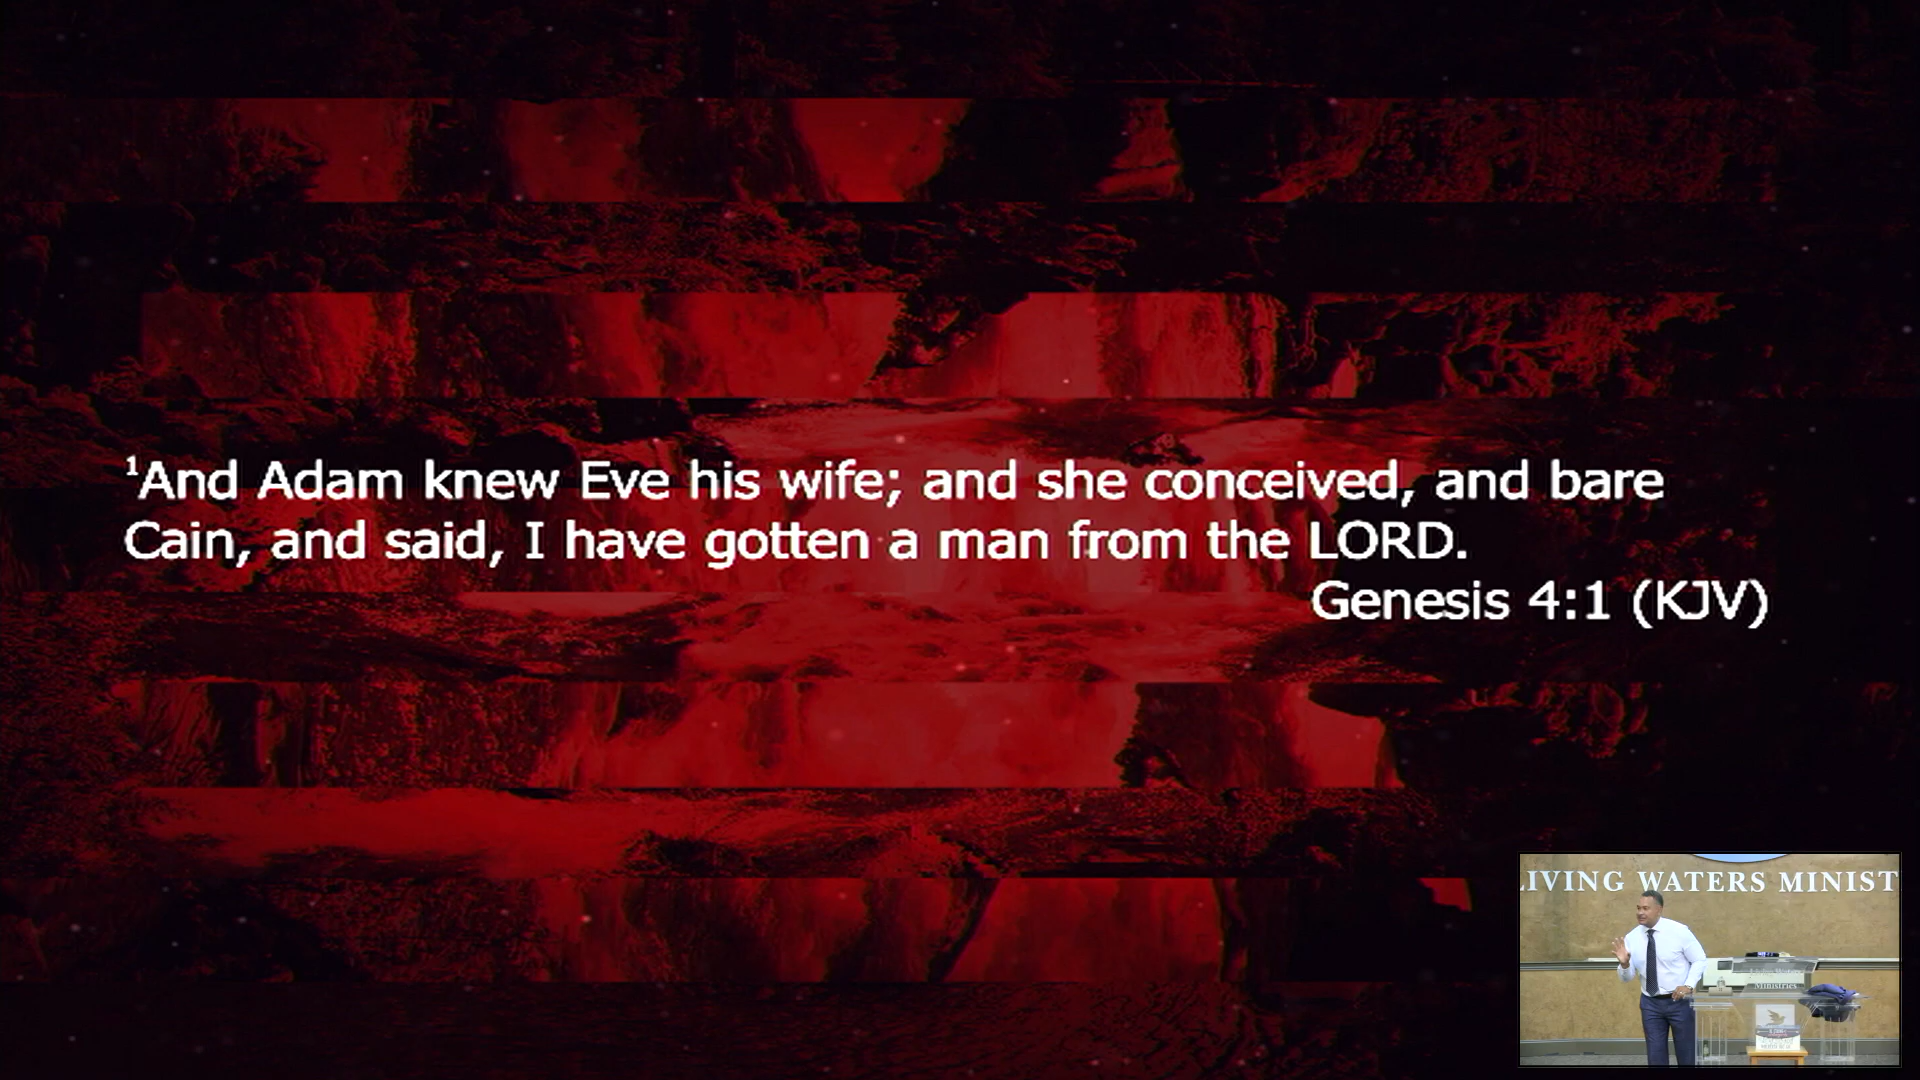 ¹And Adam knew Eve his wife; and she conceived, and bare
Cain, and said, I have gotten a man from the LORD.
Genesis 4:1 (KJV)
LIVING WATERS MINIST
Ministries